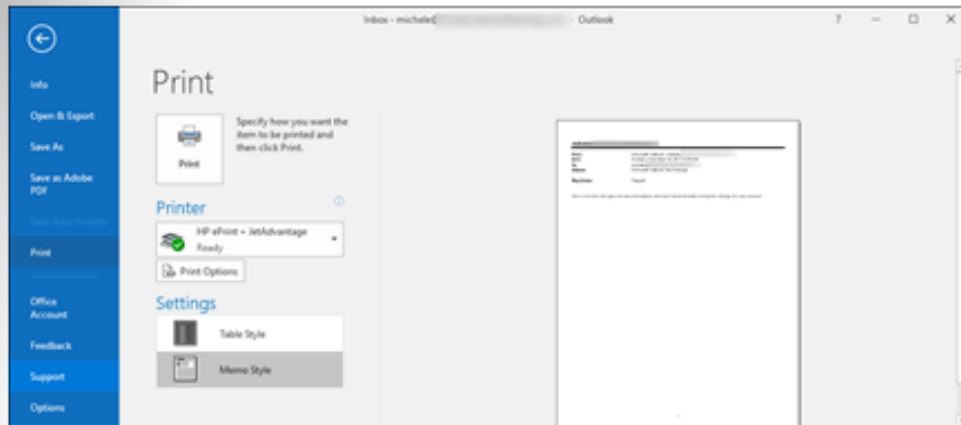 Inbox - michele - Outlook
?
Info
Open & Export
Save As
Save as Adobe
PDF
Save Attachments
Print
Office
Account
Feedback
Support
Options
Print
Print
Specify how you want the
item to be printed and
then click Print.
Printer
HP ePrint + JetAdvantage
Ready
Print Options
Settings
Table Style
Memo Style